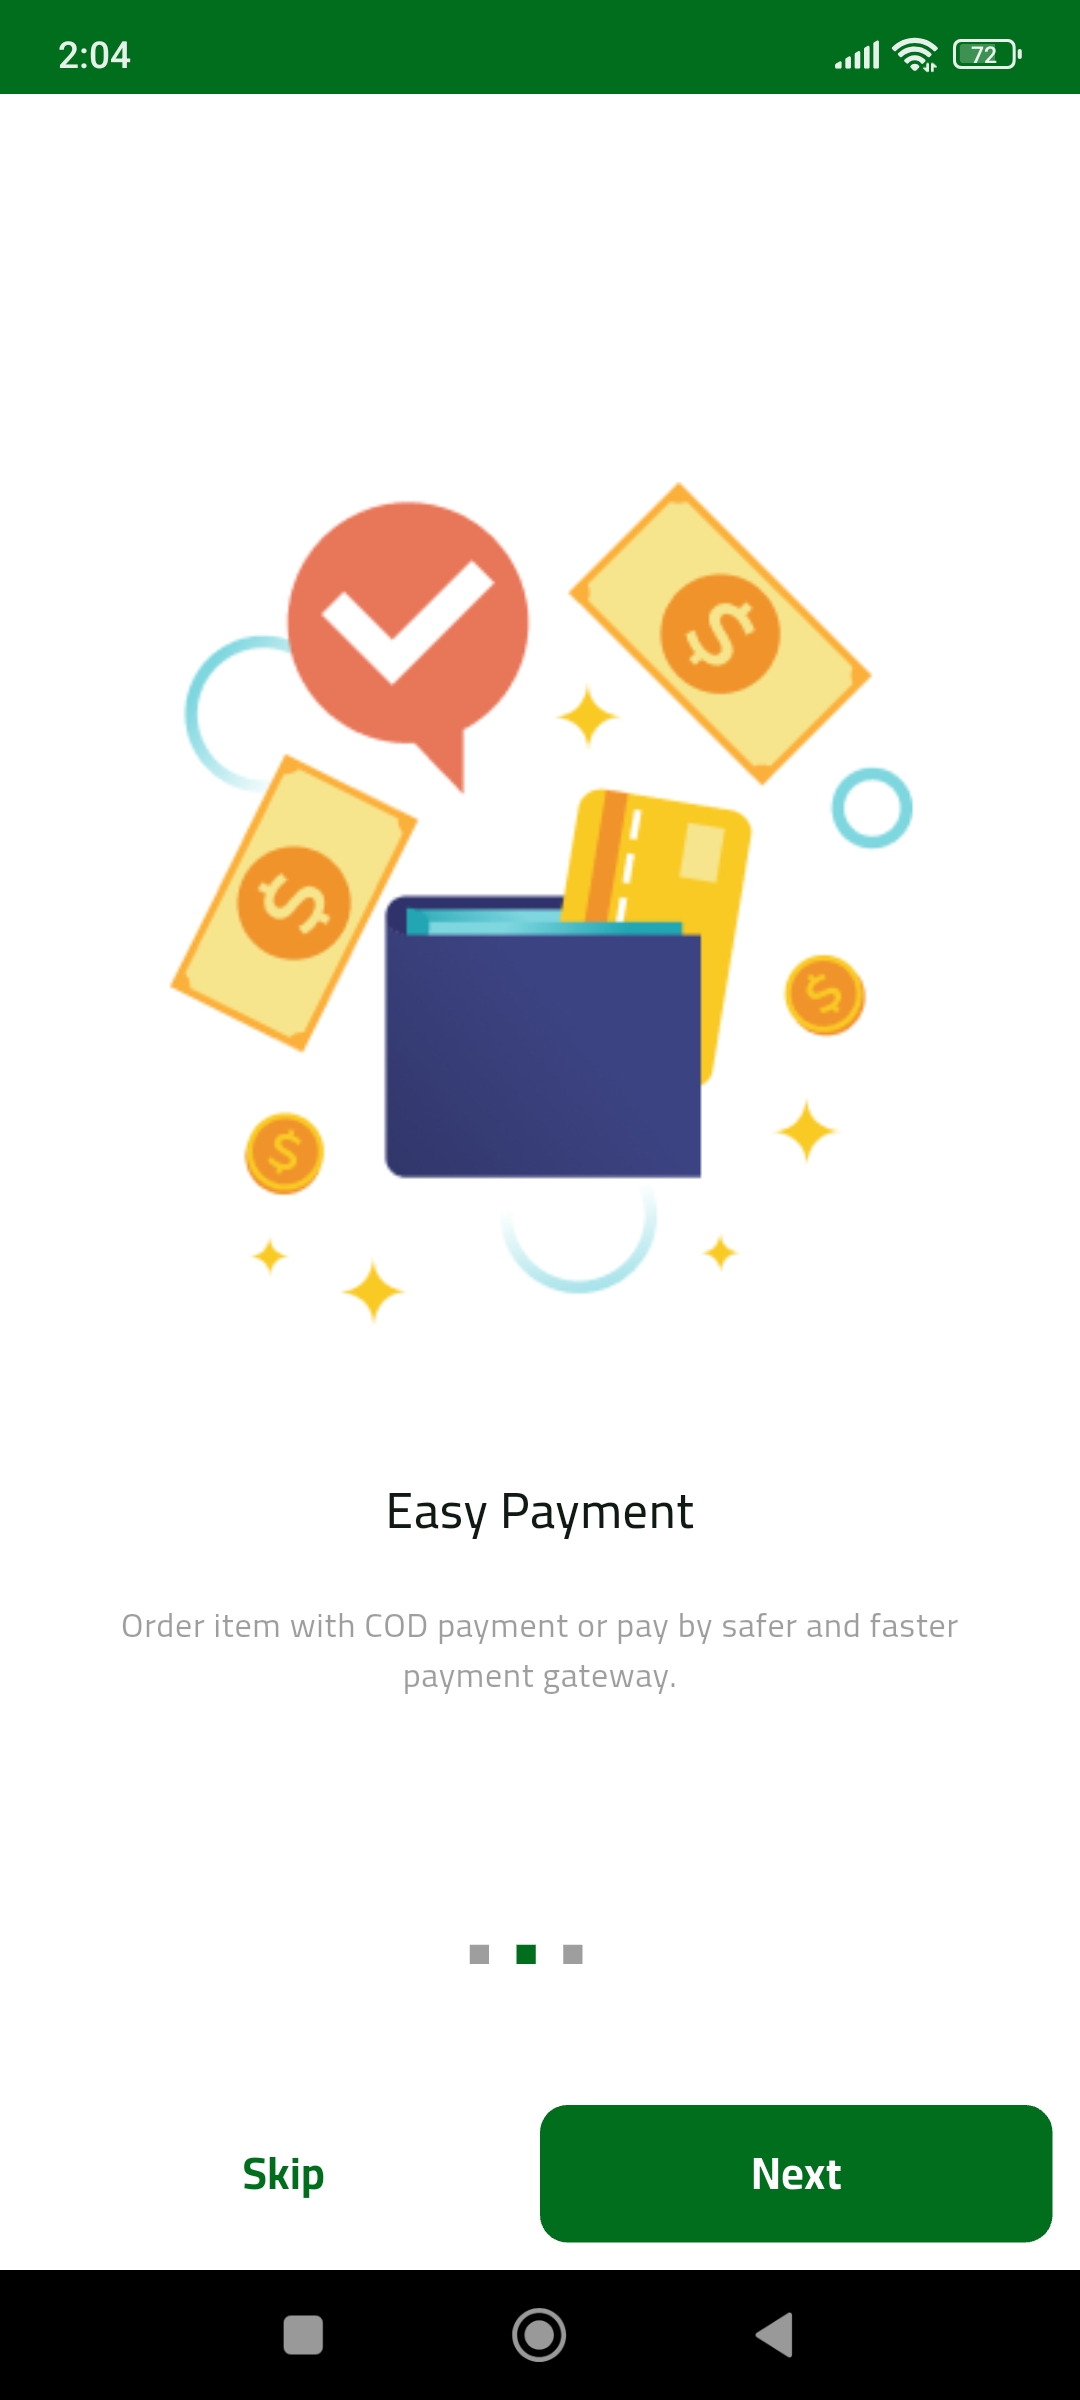 2:04
72
Easy Payment
Order item with COD payment or pay by safer and faster
payment gateway.
Skip
Next